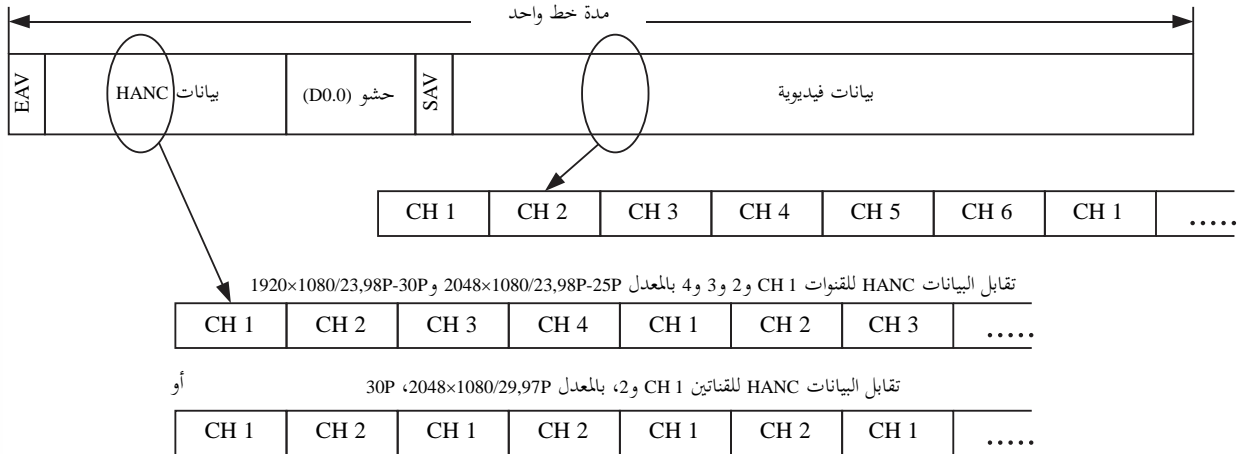 مدة خط واحد
EAV بيانات HANC حشو (D0.0) SAV بيانات فيديوية
CH 1 CH 2 CH 3 CH 4 CH 5 CH 6 CH 1 .....
تقابل البيانات HANC للقنوات CH 1 و2 و3 و4 بالمعدل 2048×1080/23,98P-25P و1920×1080/23,98P-30P
CH 1 CH 2 CH 3 CH 4 CH 1 CH 2 CH 3 .....
أو تقابل البيانات HANC للقناتين CH 1 و2، بالمعدل 2048×1080/29,97P، 30P
CH 1 CH 2 CH 1 CH 2 CH 1 CH 2 CH 1 .....